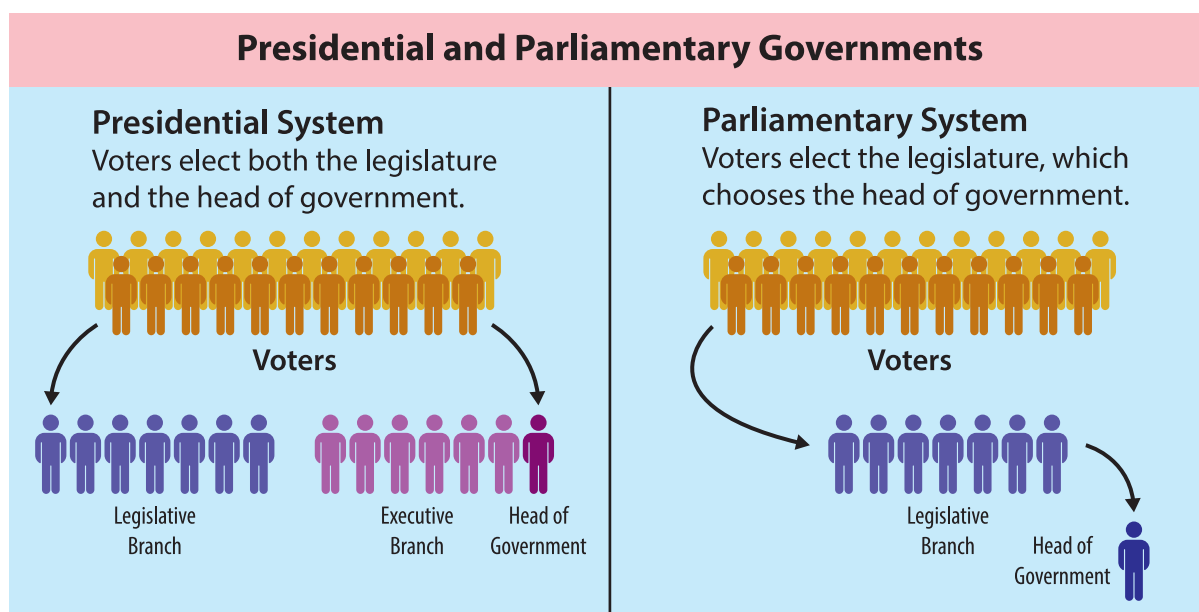 Presidential and Parliamentary Governments
Presidential System
Voters elect both the legislature
and the head of government.
Voters
Legislative
Branch
Executive
Branch
Head of
Government
Parliamentary System
Voters elect the legislature, which
chooses the head of government.
Voters
Legislative
Branch
Head of
Government